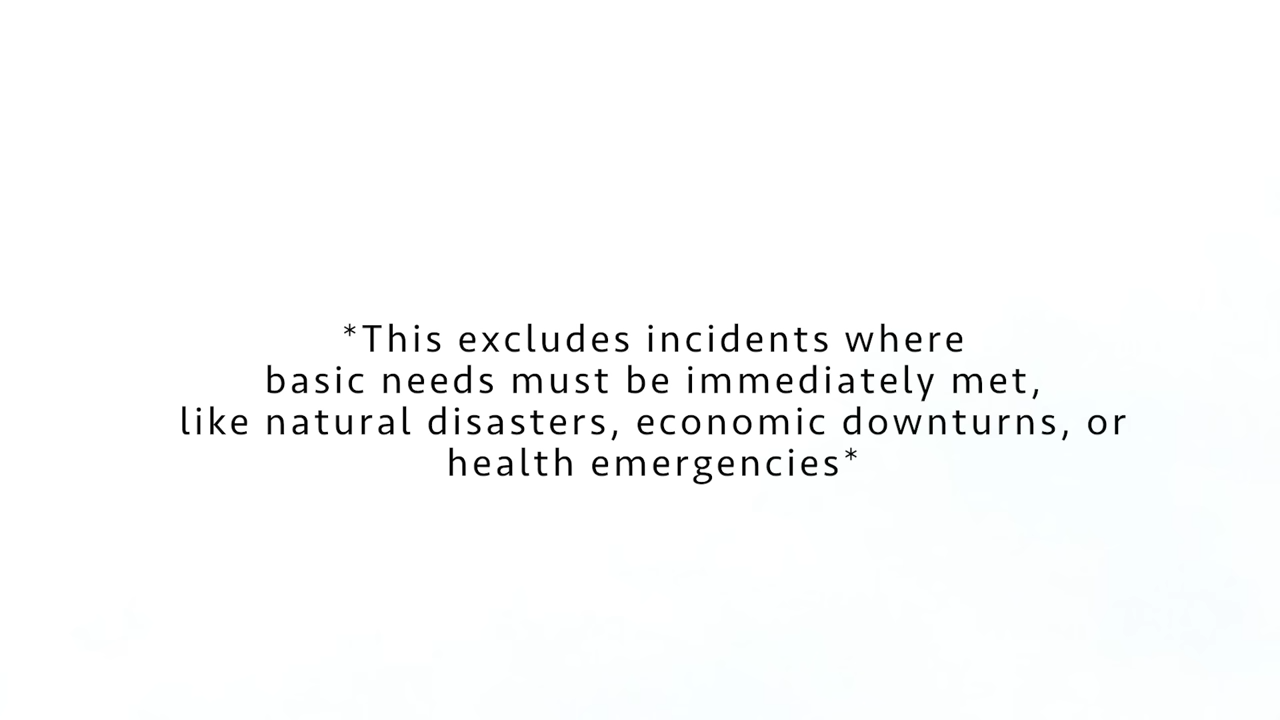 *This excludes incidents where
basic needs must be immediately met,
like natural disasters, economic downturns, or
health emergencies*